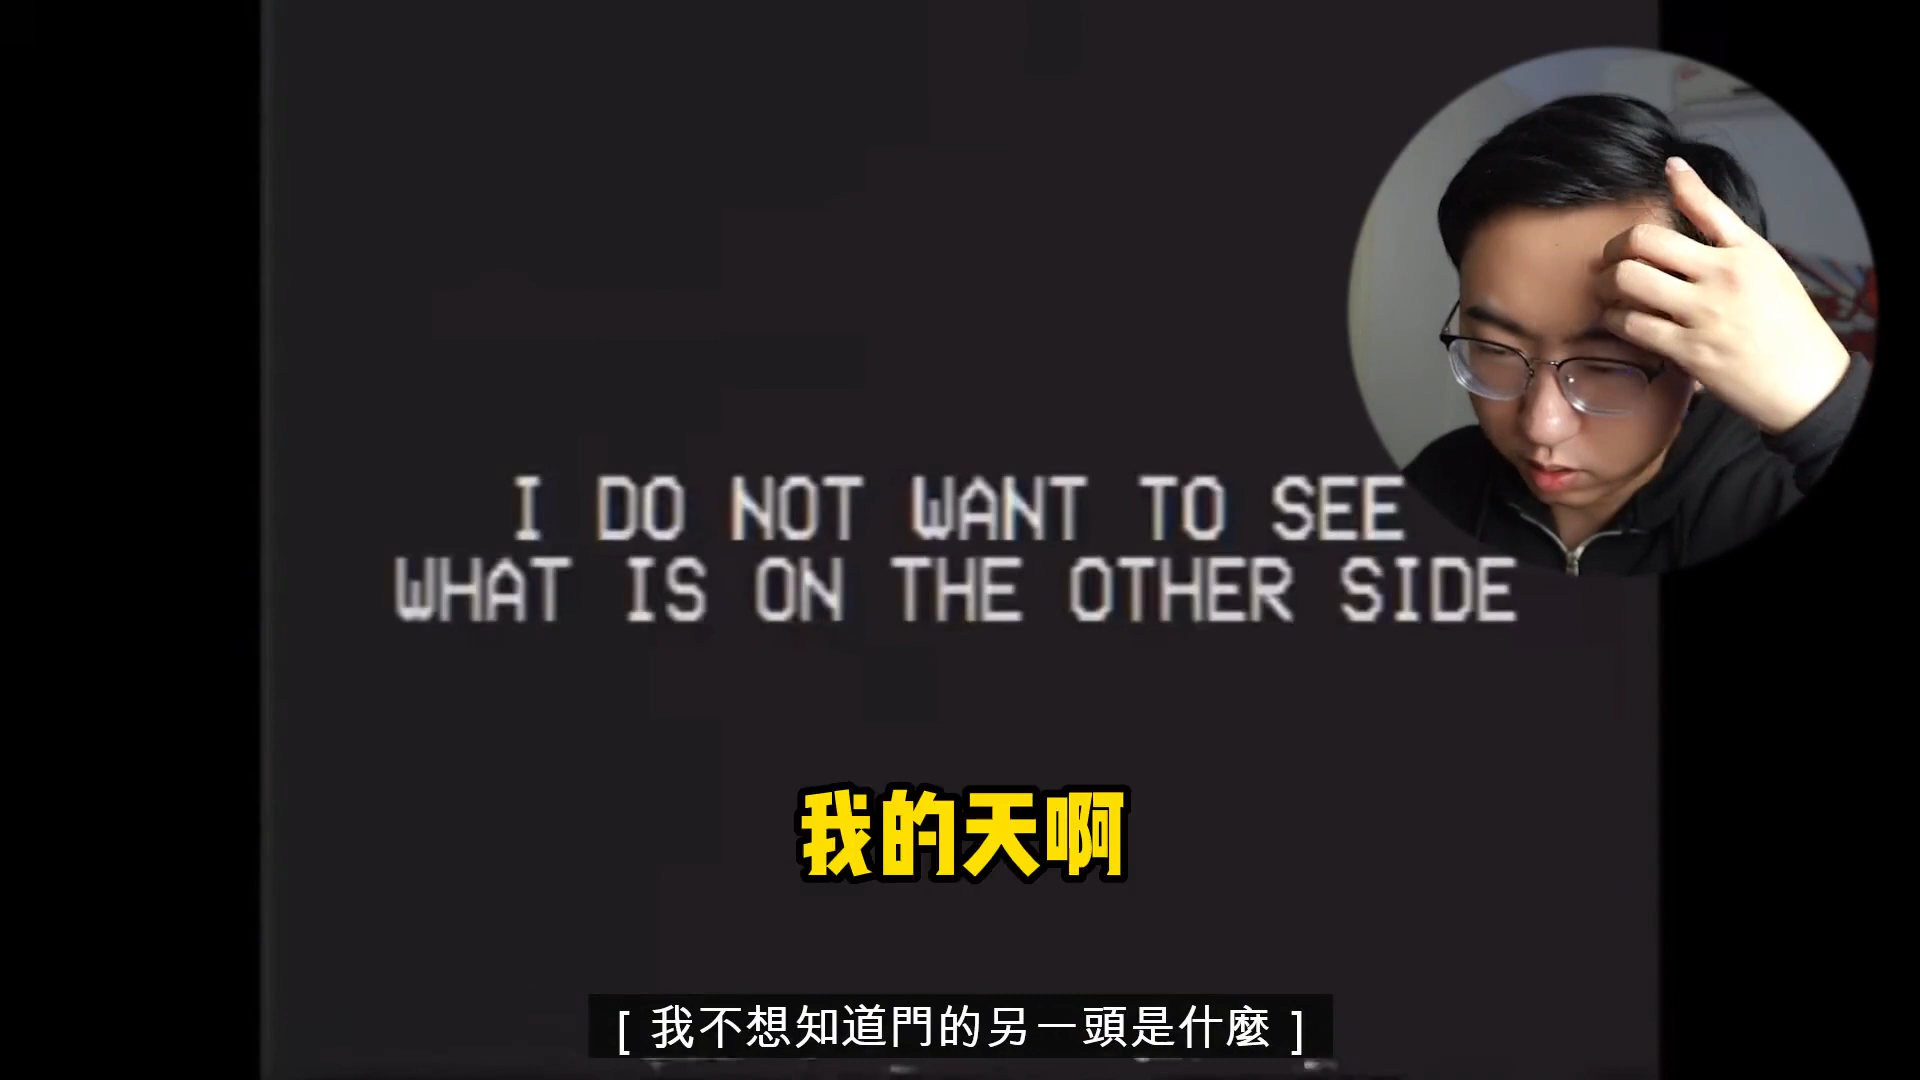 I DO NOT WANT TO SEE
WHAT IS ON THE OTHER SIDE
我的天啊
[ 我不想知道門的另一頭是什麼 ]